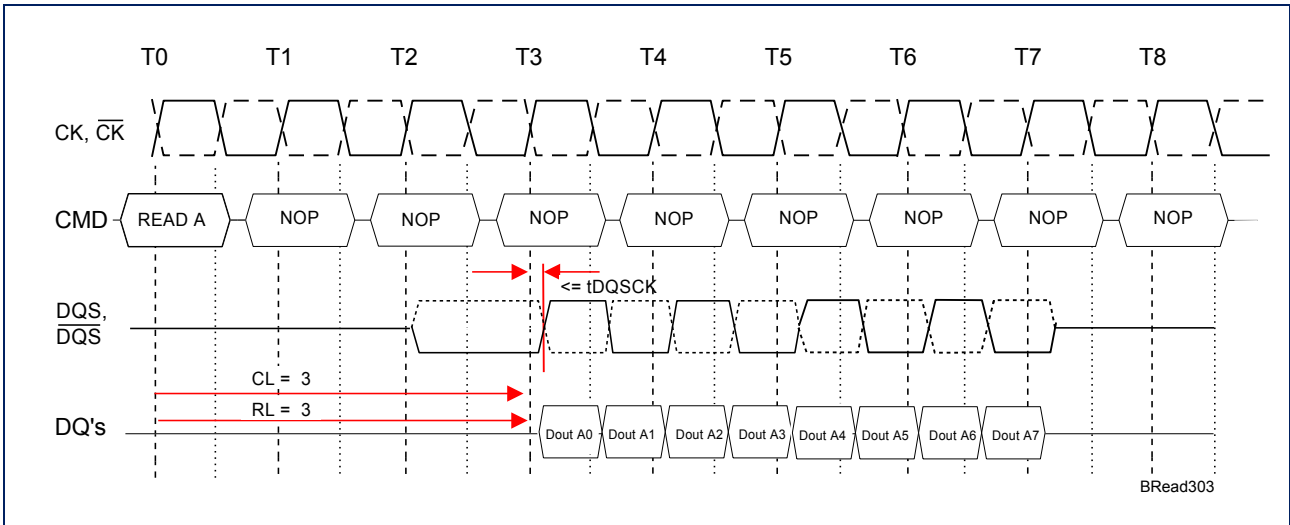 T0 T1 T2 T3 T4 T5 T6 T7 T8
CK, C̅K̅
CMD READ A NOP NOP NOP NOP NOP NOP NOP NOP
<= tDQSCK
DQS,
D̅Q̅S̅
CL = 3
RL = 3
DQ's Dout A0 Dout A1 Dout A2 Dout A3 Dout A4 Dout A5 Dout A6 Dout A7
BRead303